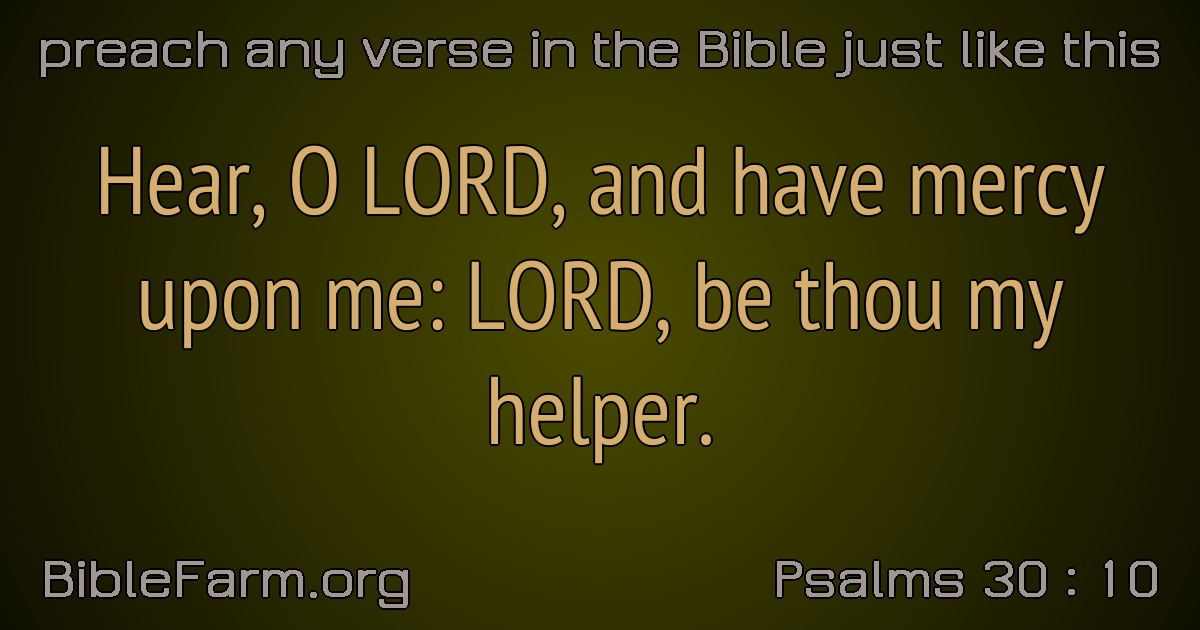 preach any verse in the Bible just like this
Hear, O LORD, and have mercy
upon me: LORD, be thou my
helper.
BibleFarm.org
Psalms 30 : 10